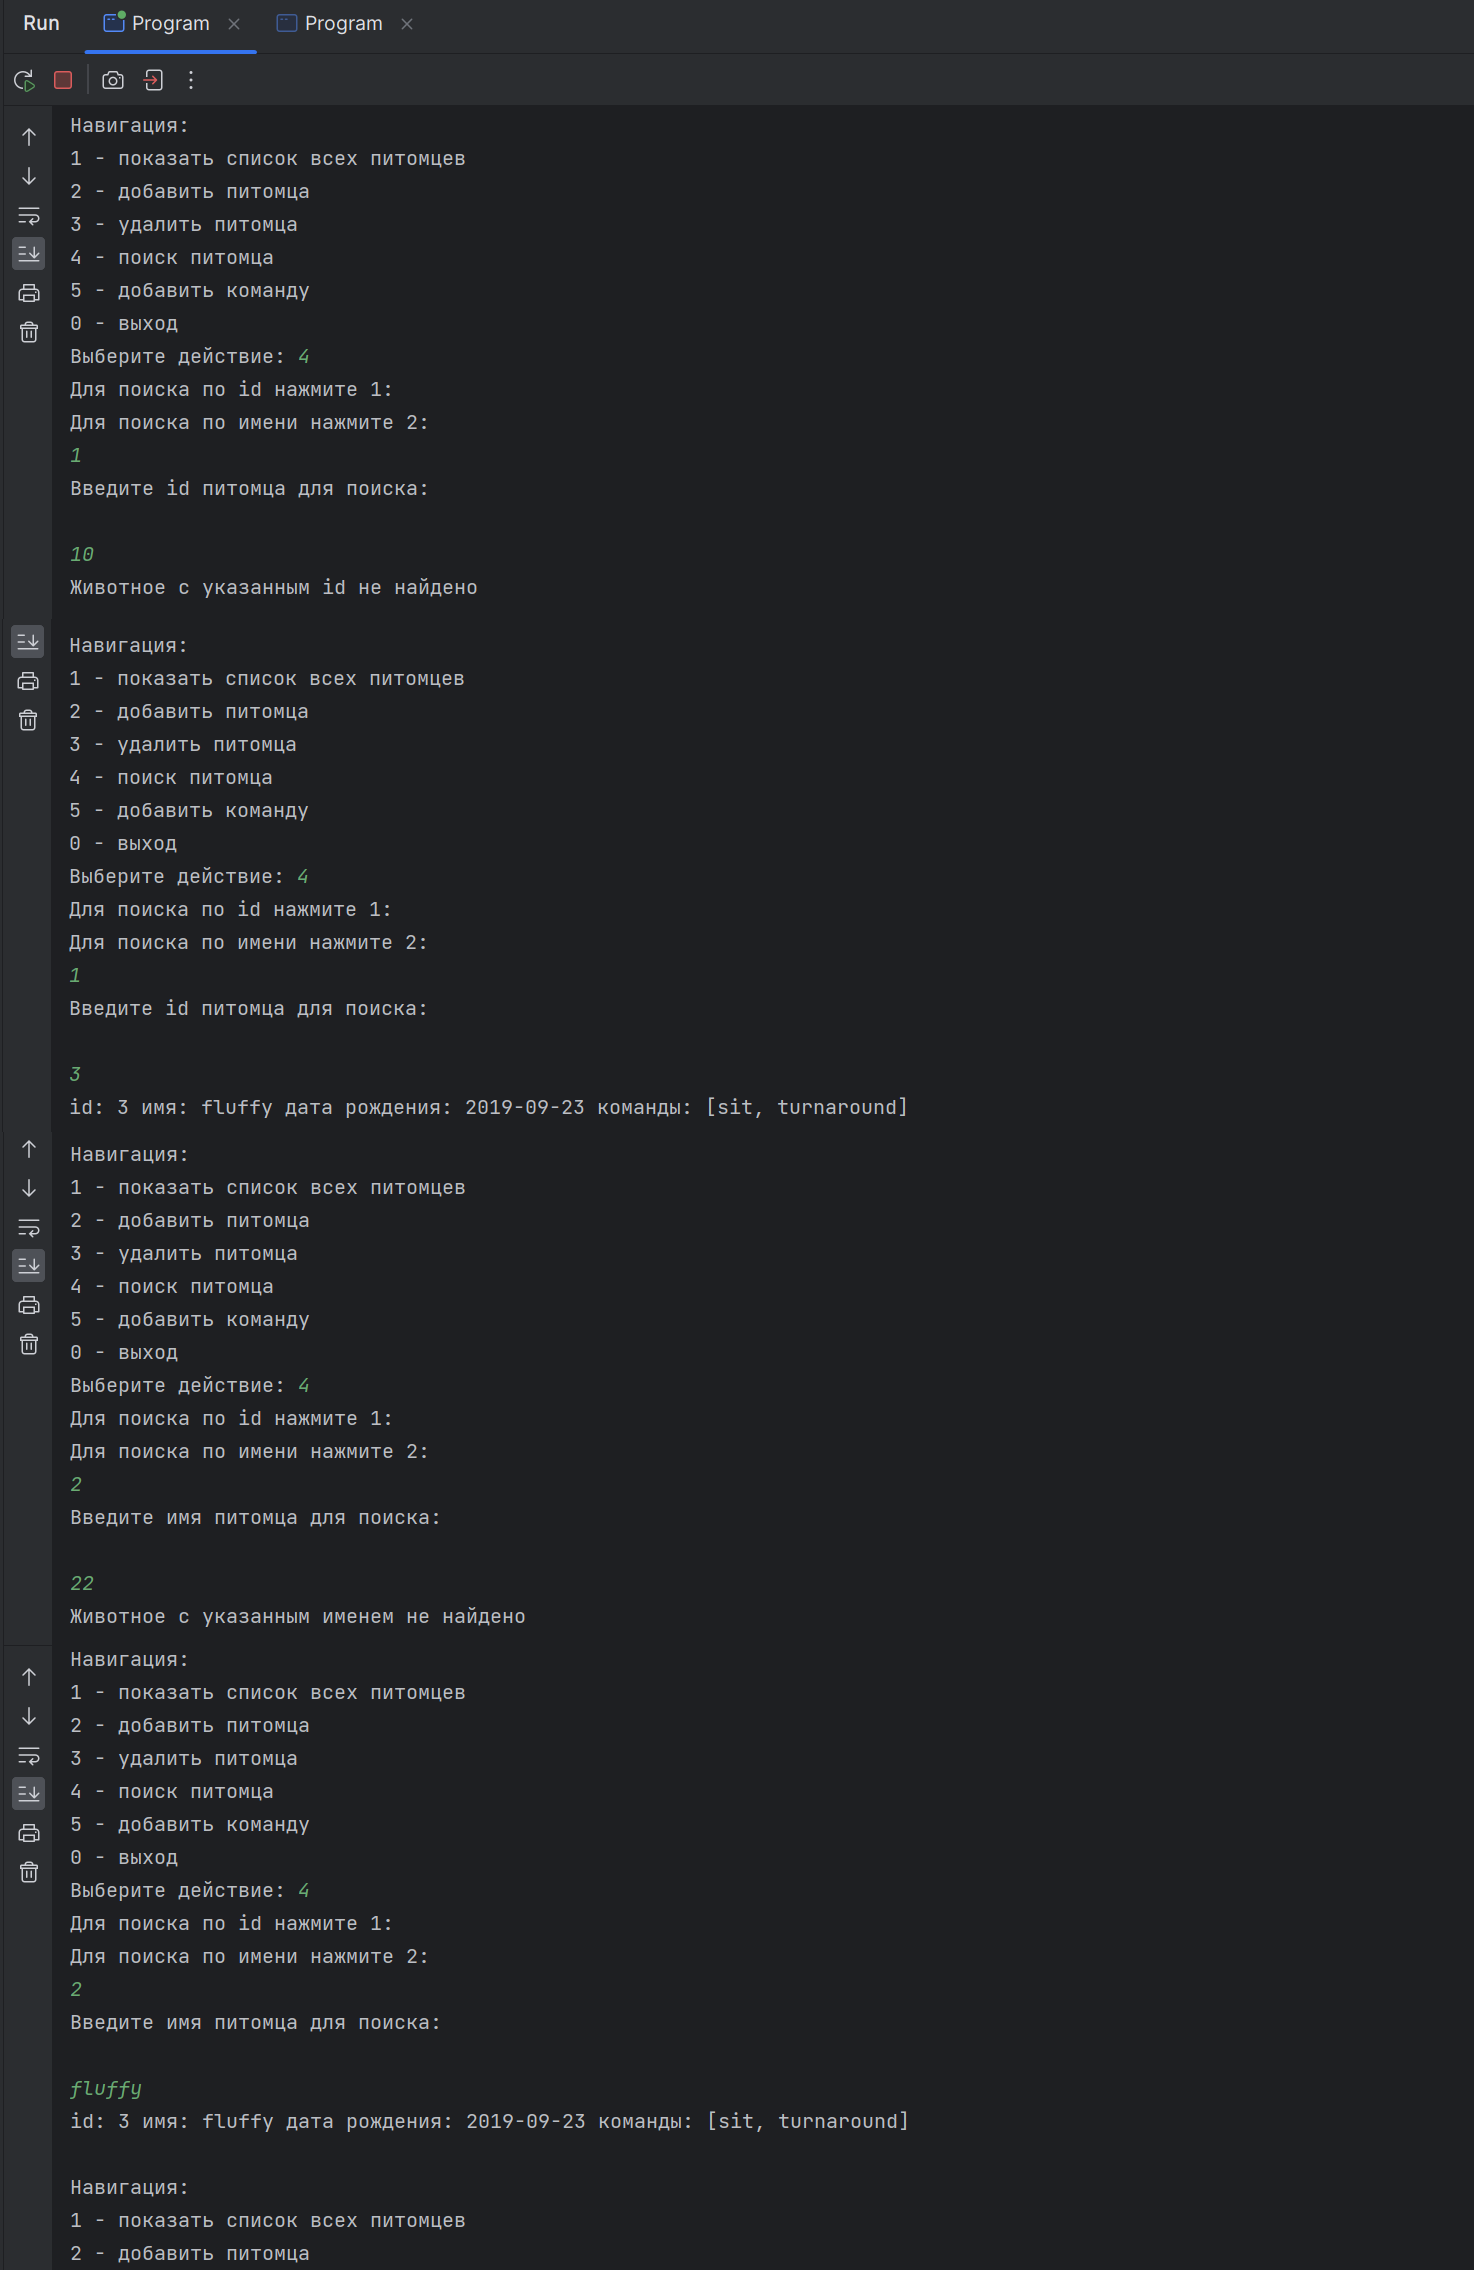 Run Program Program
Навигация:
1 - показать список всех питомцев
2 - добавить питомца
3 - удалить питомца
4 - поиск питомца
5 - добавить команду
0 - выход
Выберите действие: 4
Для поиска по id нажмите 1:
Для поиска по имени нажмите 2:
1
Введите id питомца для поиска:
10
Животное с указанным id не найдено
Навигация:
1 - показать список всех питомцев
2 - добавить питомца
3 - удалить питомца
4 - поиск питомца
5 - добавить команду
0 - выход
Выберите действие: 4
Для поиска по id нажмите 1:
Для поиска по имени нажмите 2:
1
Введите id питомца для поиска:
3
id: 3 имя: fluffy дата рождения: 2019-09-23 команды: [sit, turnaround]
Навигация:
1 - показать список всех питомцев
2 - добавить питомца
3 - удалить питомца
4 - поиск питомца
5 - добавить команду
0 - выход
Выберите действие: 4
Для поиска по id нажмите 1:
Для поиска по имени нажмите 2:
2
Введите имя питомца для поиска:
22
Животное с указанным именем не найдено
Навигация:
1 - показать список всех питомцев
2 - добавить питомца
3 - удалить питомца
4 - поиск питомца
5 - добавить команду
0 - выход
Выберите действие: 4
Для поиска по id нажмите 1:
Для поиска по имени нажмите 2:
2
Введите имя питомца для поиска:
fluffy
id: 3 имя: fluffy дата рождения: 2019-09-23 команды: [sit, turnaround]
Навигация:
1 - показать список всех питомцев
2 - добавить питомца